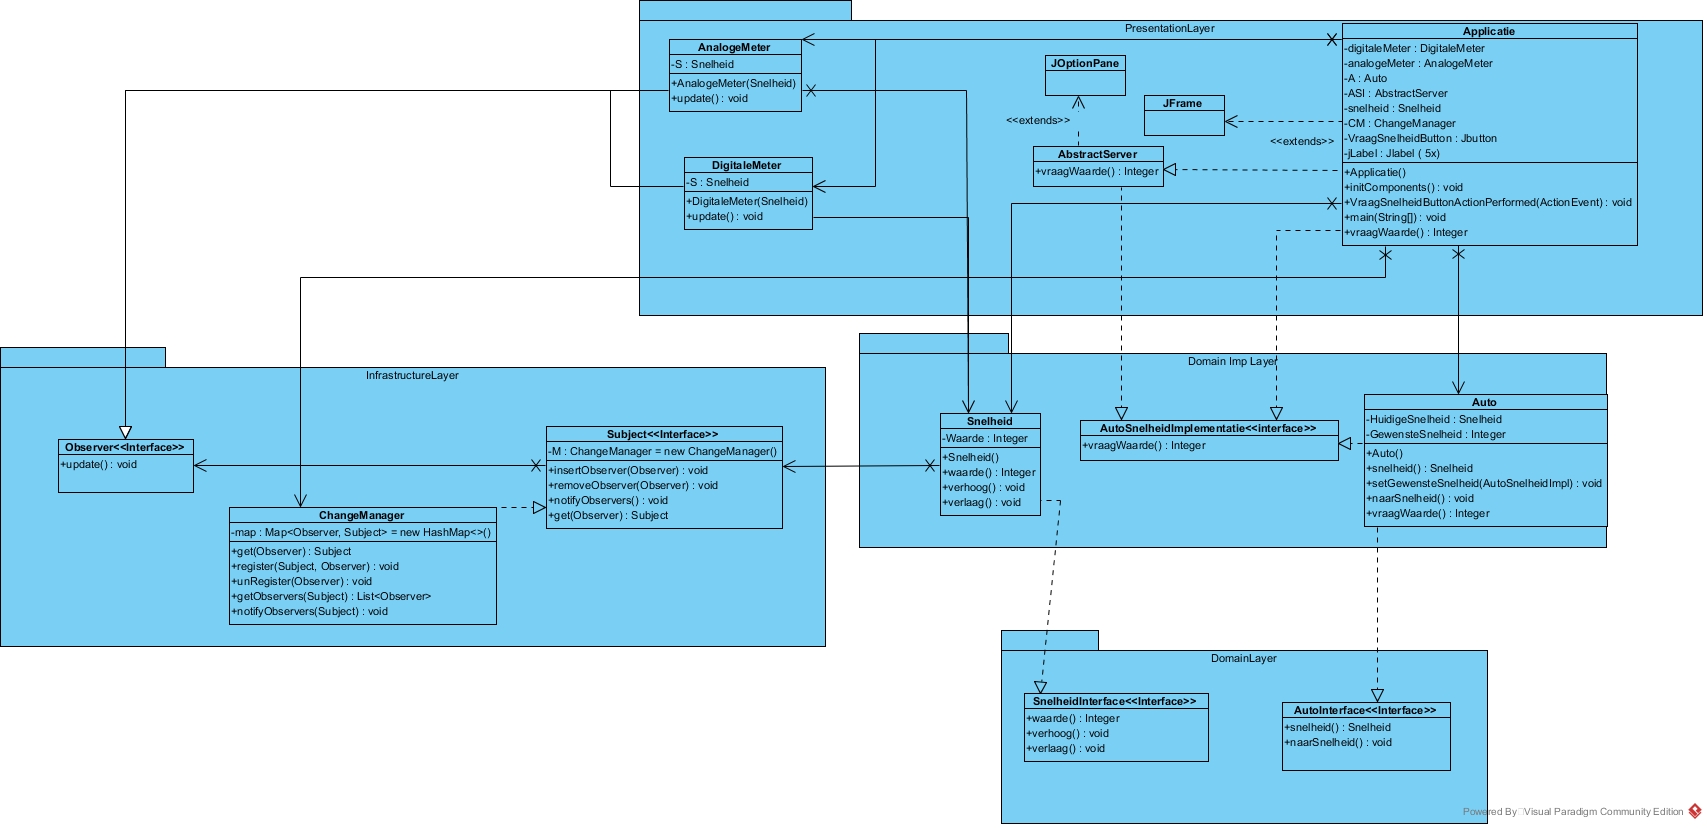 PresentationLayer
AnalogeMeter
-S : Snelheid
+AnalogeMeter(Snelheid)
+update() : void
DigitaleMeter
-S : Snelheid
+DigitaleMeter(Snelheid)
+update() : void
JOptionPane
<<extends>>
JFrame
<<extends>>
AbstractServer
+vraagWaarde() : Integer
Applicatie
-digitaleMeter : DigitaleMeter
-analogeMeter : AnalogeMeter
-A : Auto
-ASI : AbstractServer
-snelheid : Snelheid
-CM : ChangeManager
-VraagSnelheidButton : Jbutton
-jLabel : Jlabel ( 5x)
+Applicatie()
+initComponents() : void
+VraagSnelheidButtonActionPerformed(ActionEvent) : void
+main(String[]) : void
+vraagWaarde() : Integer
InfrastructureLayer
Observer<<Interface>>
+update() : void
Subject<<Interface>>
-M : ChangeManager = new ChangeManager()
+insertObserver(Observer) : void
+removeObserver(Observer) : void
+notifyObservers() : void
+get(Observer) : Subject
ChangeManager
-map : Map<Observer, Subject> = new HashMap<>()
+get(Observer) : Subject
+register(Subject, Observer) : void
+unRegister(Observer) : void
+getObservers(Subject) : List<Observer>
+notifyObservers(Subject) : void
Domain Imp Layer
Snelheid
-Waarde : Integer
+Snelheid()
+waarde() : Integer
+verhoog() : void
+verlaag() : void
AutoSnelheidImplementatie<<interface>>
+vraagWaarde() : Integer
Auto
-HuidigeSnelheid : Snelheid
-GewensteSnelheid : Integer
+Auto()
+snelheid() : Snelheid
+setGewensteSnelheid(AutoSnelheidImpl) : void
+naarSnelheid() : void
+vraagWaarde() : Integer
DomainLayer
SnelheidInterface<<Interface>>
+waarde() : Integer
+verhoog() : void
+verlaag() : void
AutoInterface<<Interface>>
+snelheid() : Snelheid
+naarSnelheid() : void
Powered By Visual Paradigm Community Edition